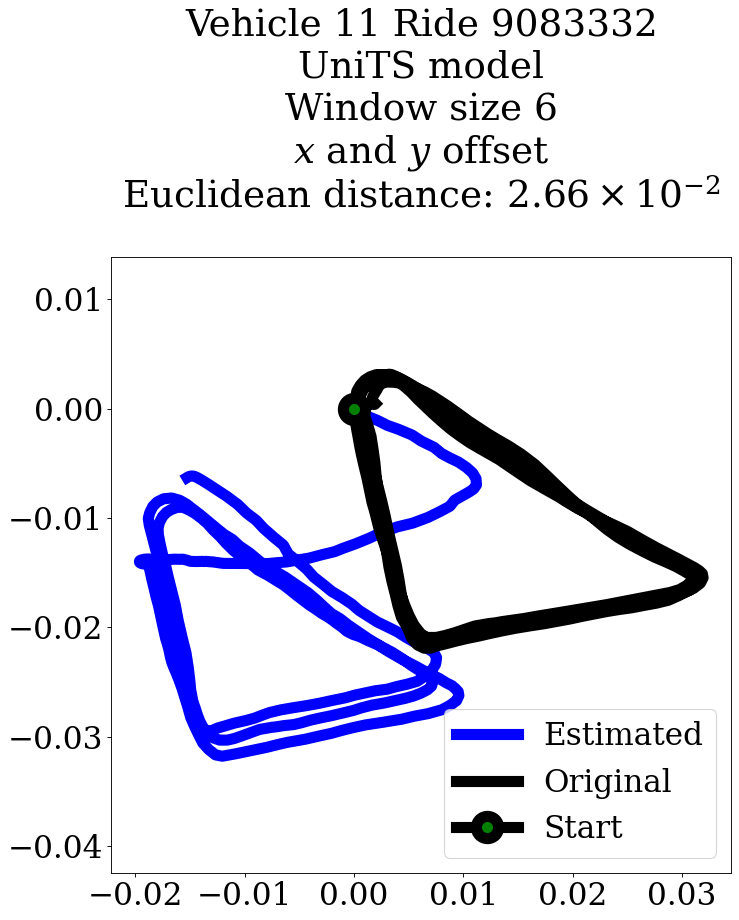 Vehicle 11 Ride 9083332
UniTS model
Window size 6
x and y offset
Euclidean distance: 2.66 × 10⁻²
0.01
0.00
−0.01
−0.02
−0.03
−0.04
Estimated
Original
Start
−0.02 −0.01 0.00 0.01 0.02 0.03